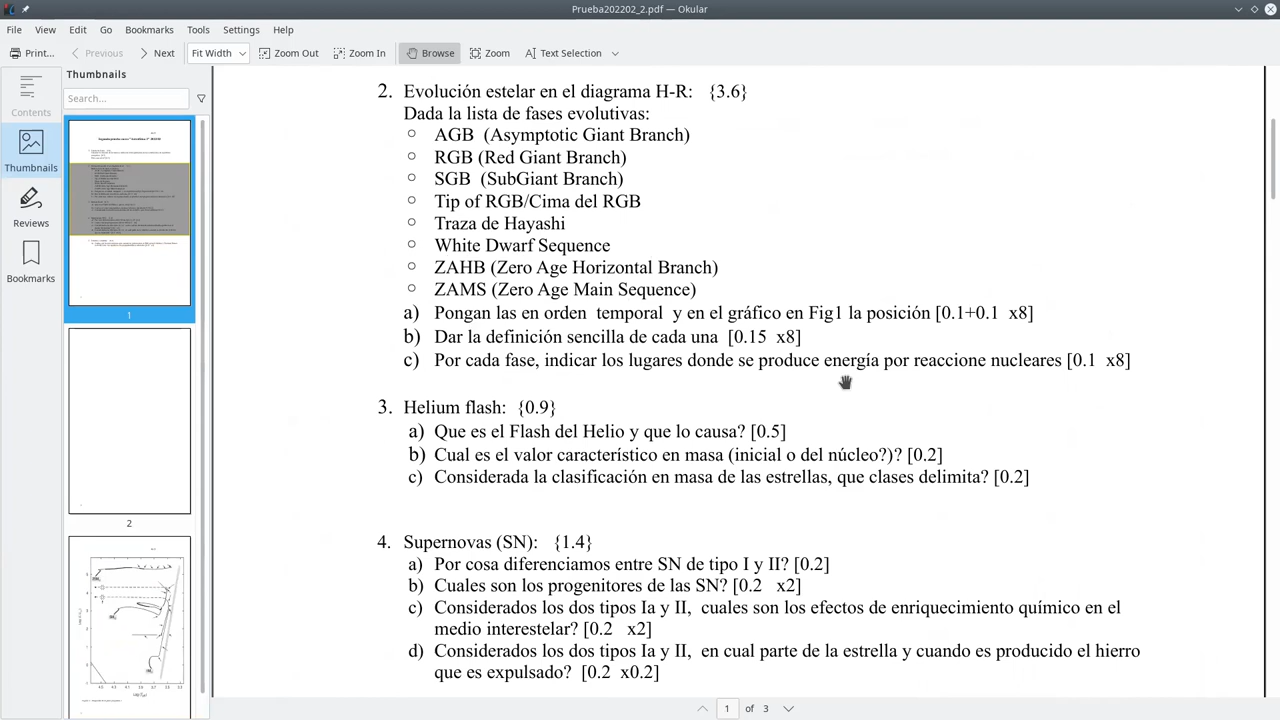 Prueba202202_2.pdf — Okular
File View Edit Go Bookmarks Tools Settings Help
Print... Previous Next Fit Width Zoom Out Zoom In Browse Zoom Text Selection
Contents
Thumbnails
Reviews
Bookmarks
Thumbnails
Search...
1
2
2. Evolución estelar en el diagrama H-R: {3.6}
Dada la lista de fases evolutivas:
○ AGB (Asymptotic Giant Branch)
○ RGB (Red Giant Branch)
○ SGB (SubGiant Branch)
○ Tip of RGB/Cima del RGB
○ Traza de Hayashi
○ White Dwarf Sequence
○ ZAHB (Zero Age Horizontal Branch)
○ ZAMS (Zero Age Main Sequence)
a) Pongan las en orden temporal y en el gráfico en Fig1 la posición [0.1+0.1 x8]
b) Dar la definición sencilla de cada una [0.15 x8]
c) Por cada fase, indicar los lugares donde se produce energía por reaccione nucleares [0.1 x8]
3. Helium flash: {0.9}
a) Que es el Flash del Helio y que lo causa? [0.5]
b) Cual es el valor característico en masa (inicial o del núcleo?)? [0.2]
c) Considerada la clasificación en masa de las estrellas, que clases delimita? [0.2]
4. Supernovas (SN): {1.4}
a) Por cosa diferenciamos entre SN de tipo I y II? [0.2]
b) Cuales son los progenitores de las SN? [0.2 x2]
c) Considerados los dos tipos Ia y II, cuales son los efectos de enriquecimiento químico en el
medio interestelar? [0.2 x2]
d) Considerados los dos tipos Ia y II, en cual parte de la estrella y cuando es producido el hierro
que es expulsado? [0.2 x0.2]
1 of 3